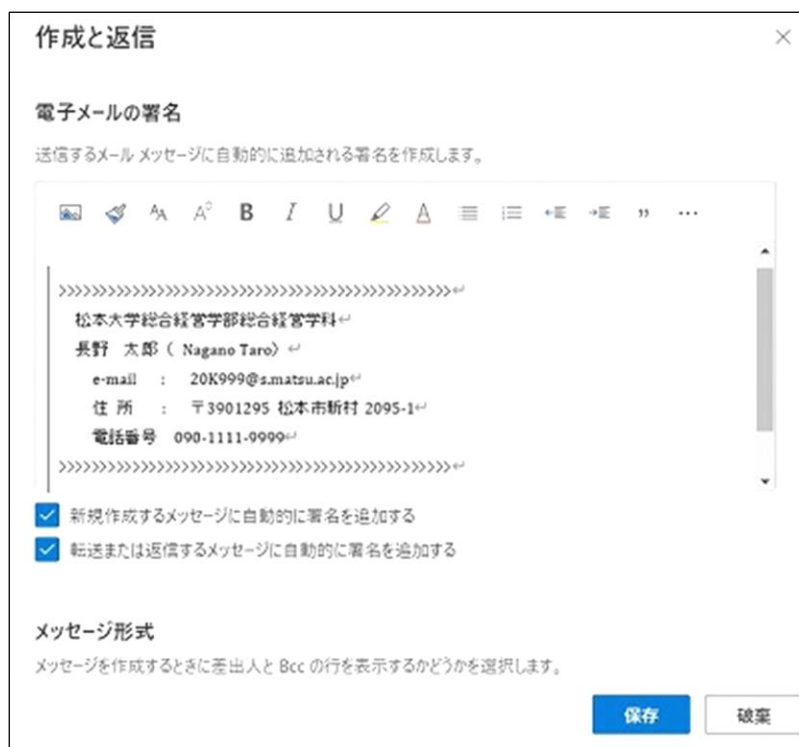 作成と返信
電子メールの署名
送信するメール メッセージに自動的に追加される署名を作成します。
>>>>>>>>>>>>>>>>>>>>>>>>>>>>>>>>>>>>>>>>>>>>>>>↵
松本大学総合経営学部総合経営学科↵
長野 太郎( Nagano Taro) ↵
e-mail : 20K999@s.matsu.ac.jp↵
住 所 : 〒3901295 松本市新村 2095-1↵
電話番号 090-1111-9999↵
>>>>>>>>>>>>>>>>>>>>>>>>>>>>>>>>>>>>>>>>>>>>>>>↵
新規作成するメッセージに自動的に署名を追加する
転送または返信するメッセージに自動的に署名を追加する
メッセージ形式
メッセージを作成するときに差出人と Bcc の行を表示するかどうかを選択します。
保存 破棄